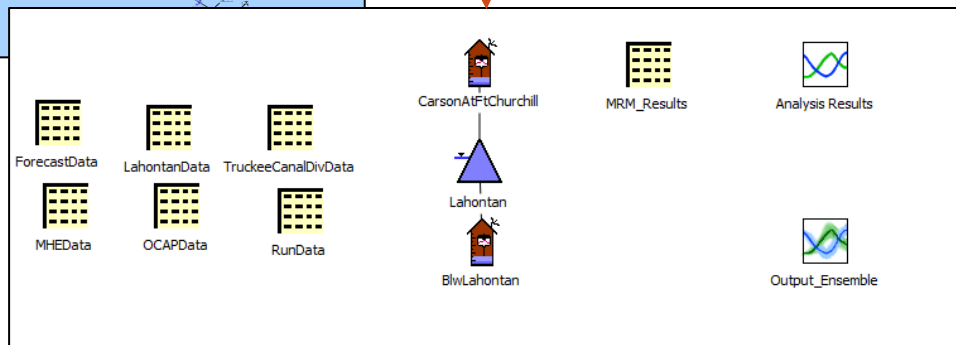 CarsonAtFtChurchill
MRM_Results
Analysis Results
ForecastData
LahontanData
TruckeeCanalDivData
Lahontan
MHEData
OCAPData
RunData
BlwLahontan
Output_Ensemble